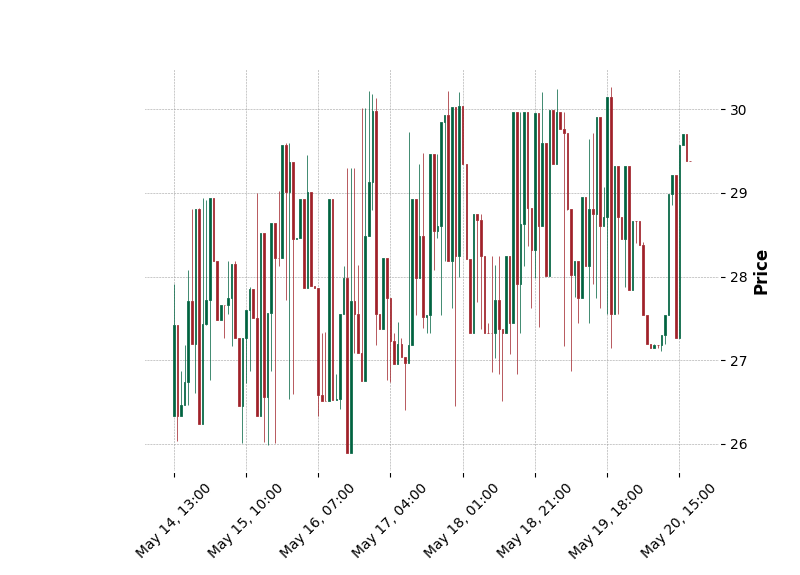 30
29
28
27
26
Price
May 14, 13:00
May 15, 10:00
May 16, 07:00
May 17, 04:00
May 18, 01:00
May 18, 21:00
May 19, 18:00
May 20, 15:00